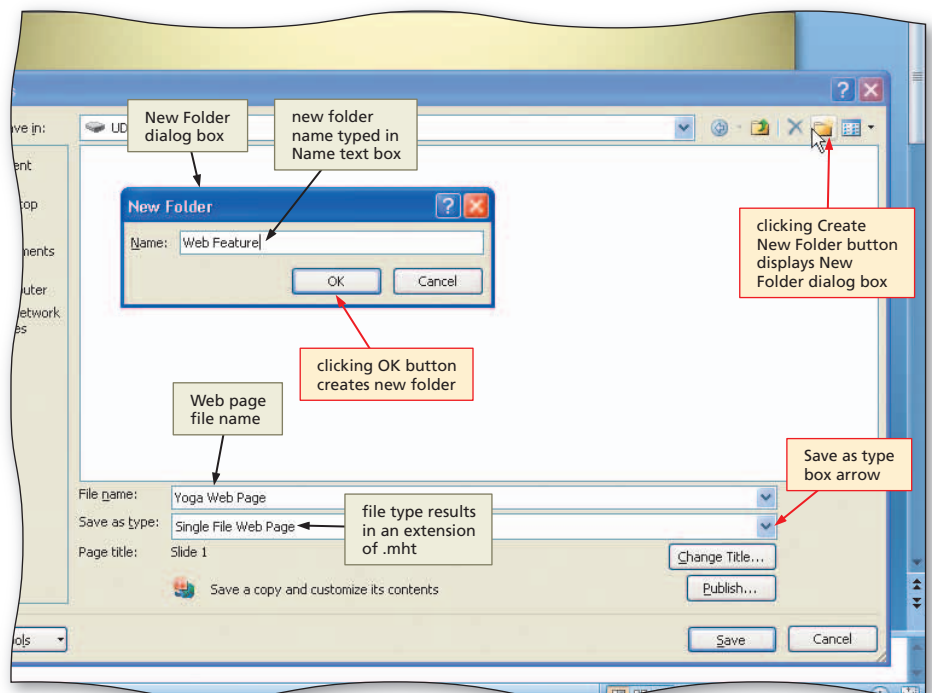 New Folder
dialog box
new folder
name typed in
Name text box
ve in:
UD
ent
top
ments
uter
etwork
es
New Folder
Name: Web Feature
OK Cancel
clicking Create
New Folder button
displays New
Folder dialog box
clicking OK button
creates new folder
Web page
file name
Save as type
box arrow
File name: Yoga Web Page
Save as type: Single File Web Page
file type results
in an extension
of .mht
Page title: Slide 1
Change Title...
Save a copy and customize its contents
Publish...
ols
Save Cancel